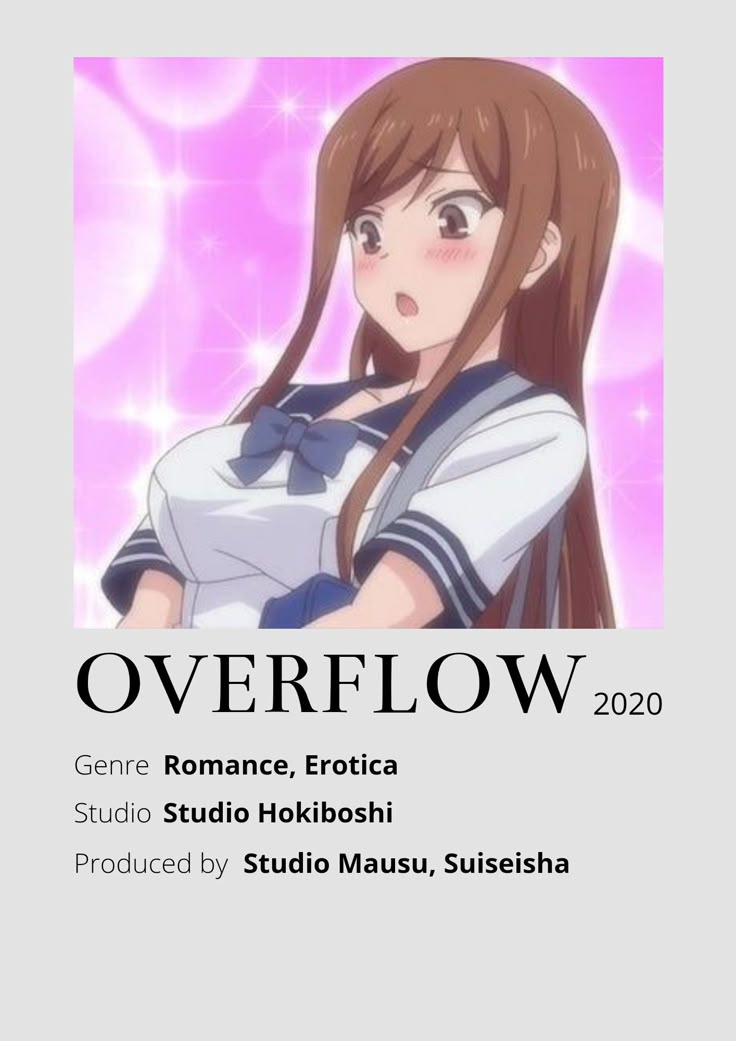 OVERFLOW 2020
Genre Romance, Erotica
Studio Studio Hokiboshi
Produced by Studio Mausu, Suiseisha